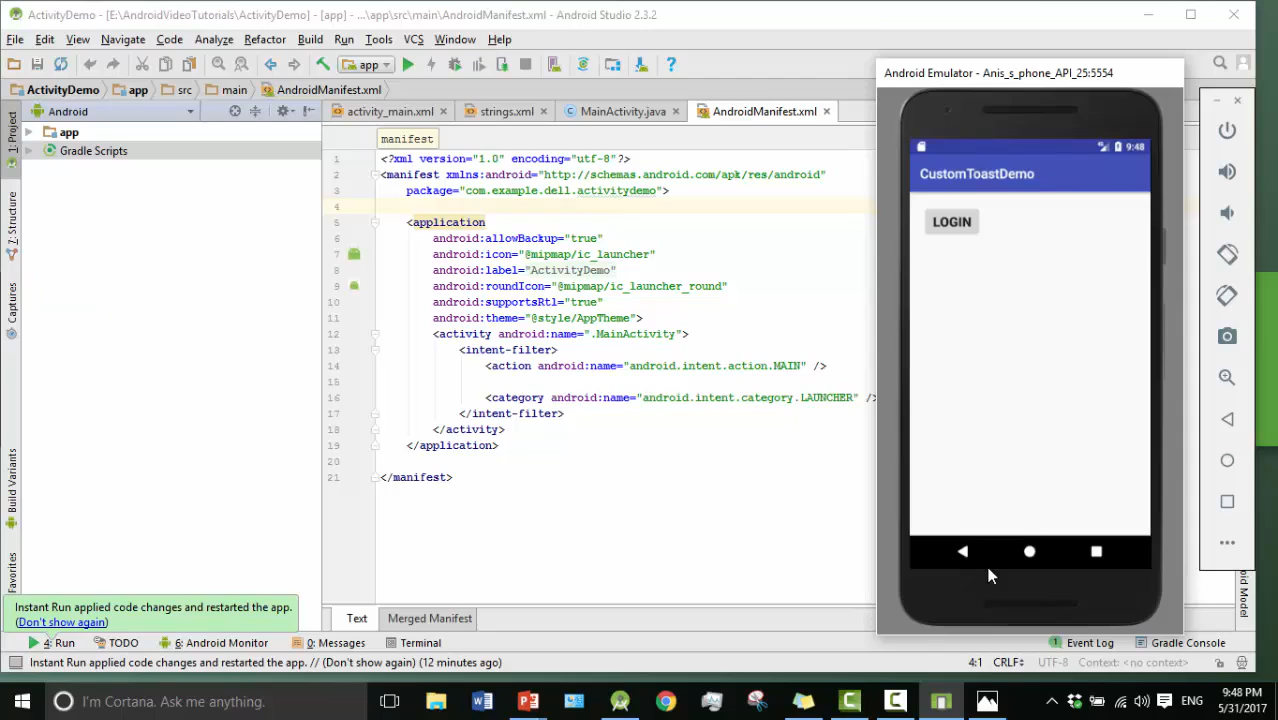 ActivityDemo - [E:\AndroidVideoTutorials\ActivityDemo] - [app] - ...\app\src\main\AndroidManifest.xml - Android Studio 2.3.2
File Edit View Navigate Code Analyze Refactor Build Run Tools VCS Window Help
app
ActivityDemo app src main AndroidManifest.xml
Android
activity_main.xml strings.xml MainActivity.java AndroidManifest.xml
1: Project
7: Structure
Captures
Build Variants
Favorites
app
Gradle Scripts
manifest
1 <?xml version="1.0" encoding="utf-8"?>
2 <manifest xmlns:android="http://schemas.android.com/apk/res/android"
3 package="com.example.dell.activitydemo">
4
5 <application
6 android:allowBackup="true"
7 android:icon="@mipmap/ic_launcher"
8 android:label="ActivityDemo"
9 android:roundIcon="@mipmap/ic_launcher_round"
10 android:supportsRtl="true"
11 android:theme="@style/AppTheme">
12 <activity android:name=".MainActivity">
13 <intent-filter>
14 <action android:name="android.intent.action.MAIN" />
15
16 <category android:name="android.intent.category.LAUNCHER" />
17 </intent-filter>
18 </activity>
19 </application>
20
21 </manifest>
Android Emulator - Anis_s_phone_API_25:5554
9:48
CustomToastDemo
LOGIN
Instant Run applied code changes and restarted the app.
(Don't show again)
Text Merged Manifest
4: Run TODO 6: Android Monitor 0: Messages Terminal
1 Event Log Gradle Console
Model
Instant Run applied code changes and restarted the app. // (Don't show again) (12 minutes ago)
4:1 CRLF÷ UTF-8 Context: <no context>
I'm Cortana. Ask me anything.
ENG
9:48 PM
5/31/2017